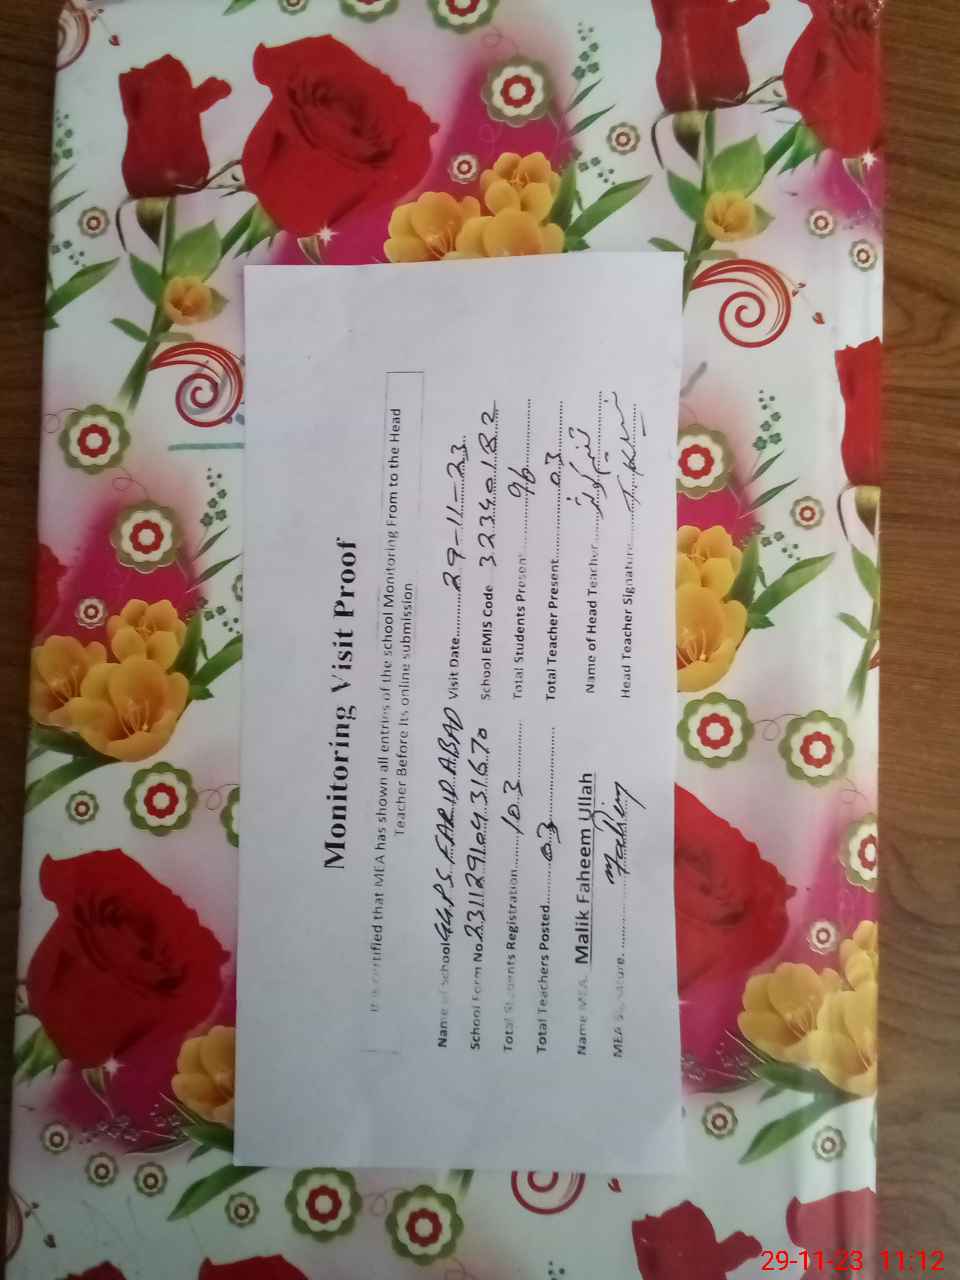 Monitoring Visit Proof
It is certified that MEA has shown all entries of the school Monitoring From to the Head
Teacher Before its online submission
Name of School GGPS FARIDABAD Visit Date 29-11-23
School Form No 23112910431670 School EMIS Code 32340182
Total Students Registration 103 Total Students Present 96
Total Teachers Posted 03 Total Teacher Present 03
Name MEA. Malik Faheem Ullah Name of Head Teacher
MEA Signature. Faheem Head Teacher Signature
29-11-23 11:12